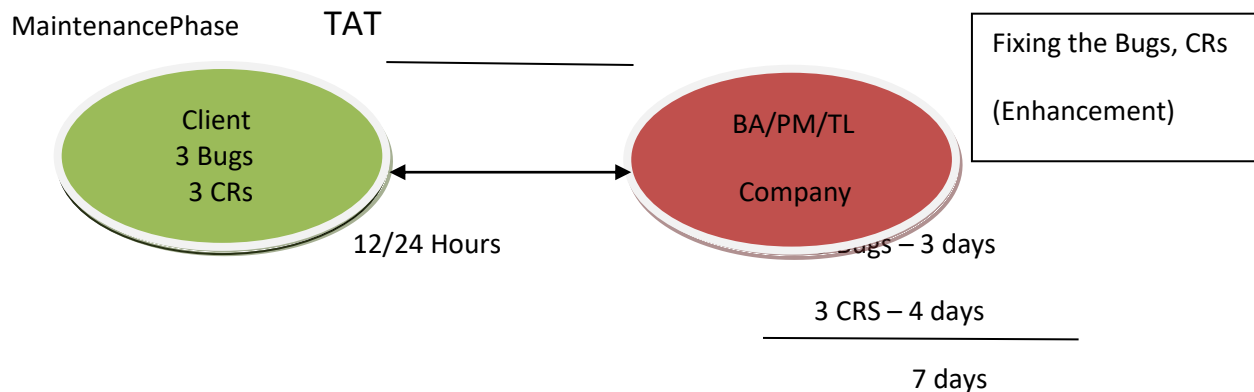 MaintenancePhase
TAT
Fixing the Bugs, CRs
(Enhancement)
Client
3 Bugs
3 CRs
BA/PM/TL
Company
12/24 Hours
Bugs – 3 days
3 CRS – 4 days
7 days